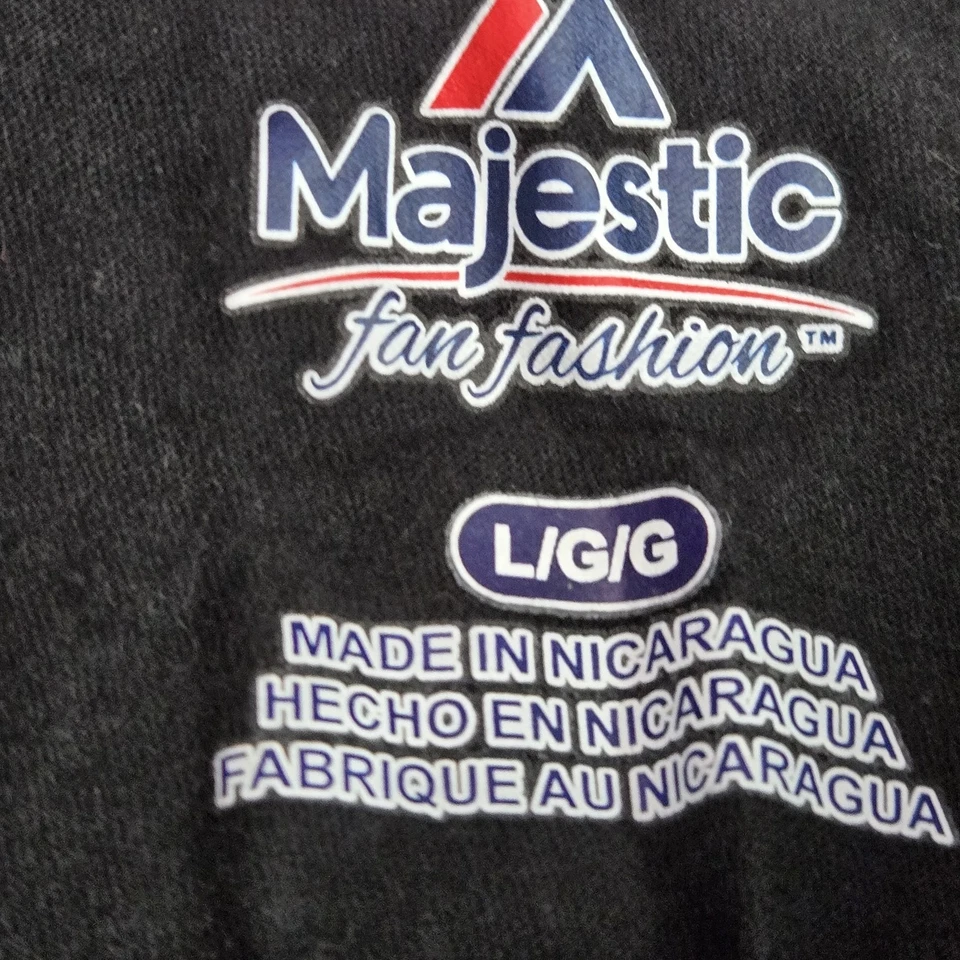 Majestic
fan fashion™
L/G/G
MADE IN NICARAGUA
HECHO EN NICARAGUA
FABRIQUE AU NICARAGUA